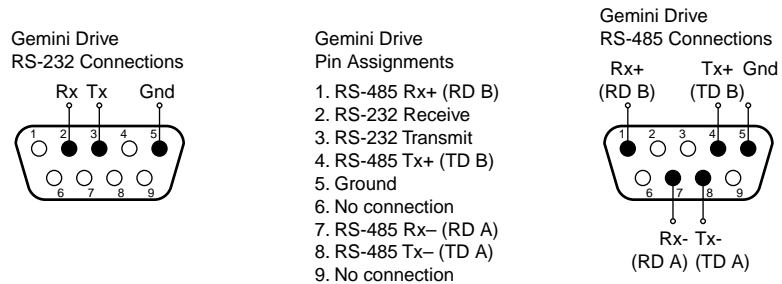 Gemini Drive
RS-232 Connections
Rx Tx Gnd
1 2 3 4 5
6 7 8 9
Gemini Drive
Pin Assignments
1. RS-485 Rx+ (RD B)
2. RS-232 Receive
3. RS-232 Transmit
4. RS-485 Tx+ (TD B)
5. Ground
6. No connection
7. RS-485 Rx– (RD A)
8. RS-485 Tx– (TD A)
9. No connection
Gemini Drive
RS-485 Connections
Rx+ Tx+ Gnd
(RD B) (TD B)
1 2 3 4 5
6 7 8 9
Rx- Tx-
(RD A) (TD A)